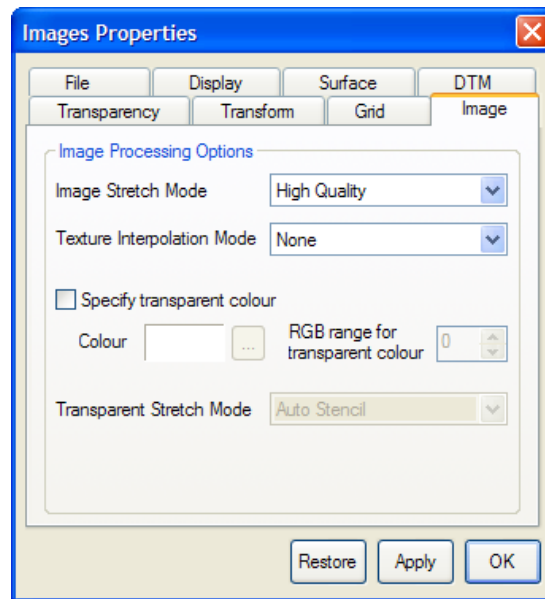 Images Properties
File Display Surface DTM
Transparency Transform Grid Image
Image Processing Options
Image Stretch Mode High Quality
Texture Interpolation Mode None
Specify transparent colour
Colour ... RGB range for transparent colour 0
Transparent Stretch Mode Auto Stencil
Restore Apply OK